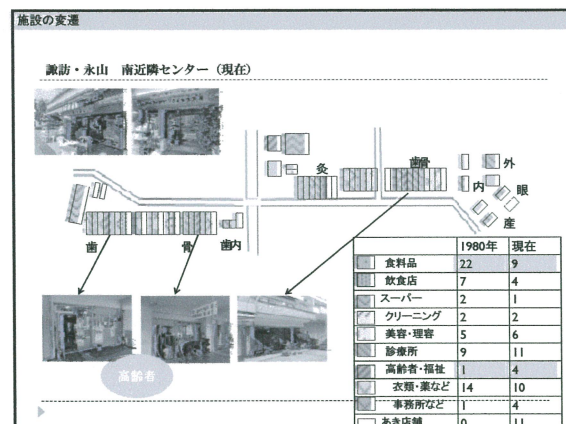 施設の変遷
諏訪・永山　南近隣センター（現在）
灸
歯骨
外
内
眼
産
歯
骨
歯内
1980年 現在
食料品 22 9
飲食店 7 4
スーパー 2 1
クリーニング 2 2
美容・理容 5 6
診療所 9 11
高齢者・福祉 1 4
衣類・薬など 14 10
事務所など 1 4
あき店舗 0 11
高齢者